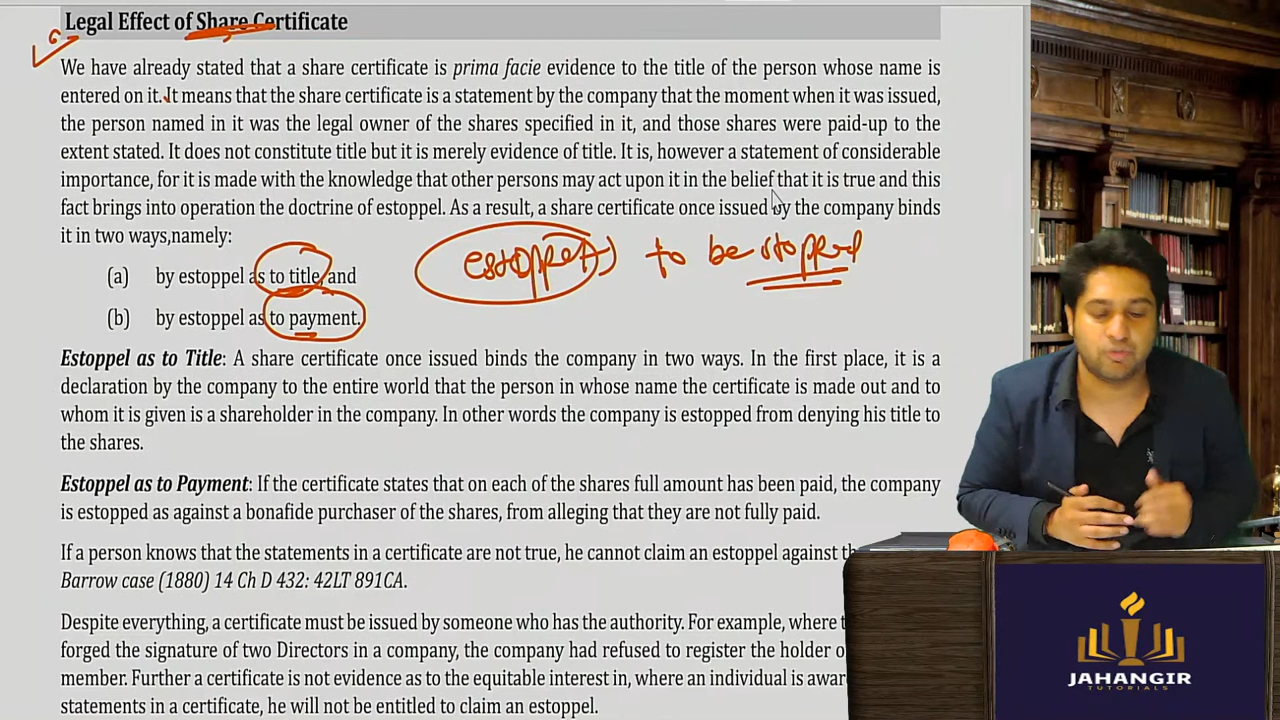 Legal Effect of Share Certificate
We have already stated that a share certificate is prima facie evidence to the title of the person whose name is
entered on it. It means that the share certificate is a statement by the company that the moment when it was issued,
the person named in it was the legal owner of the shares specified in it, and those shares were paid-up to the
extent stated. It does not constitute title but it is merely evidence of title. It is, however a statement of considerable
importance, for it is made with the knowledge that other persons may act upon it in the belief that it is true and this
fact brings into operation the doctrine of estoppel. As a result, a share certificate once issued by the company binds
it in two ways,namely:
(a) by estoppel as to title, and
estoppel to be stopped
(b) by estoppel as to payment.
Estoppel as to Title: A share certificate once issued binds the company in two ways. In the first place, it is a
declaration by the company to the entire world that the person in whose name the certificate is made out and to
whom it is given is a shareholder in the company. In other words the company is estopped from denying his title to
the shares.
Estoppel as to Payment: If the certificate states that on each of the shares full amount has been paid, the company
is estopped as against a bonafide purchaser of the shares, from alleging that they are not fully paid.
If a person knows that the statements in a certificate are not true, he cannot claim an estoppel against
Barrow case (1880) 14 Ch D 432: 42LT 891CA.
Despite everything, a certificate must be issued by someone who has the authority. For example, where
forged the signature of two Directors in a company, the company had refused to register the holder
member. Further a certificate is not evidence as to the equitable interest in, where an individual is
statements in a certificate, he will not be entitled to claim an estoppel.
JAHANGIR
TUTORIALS